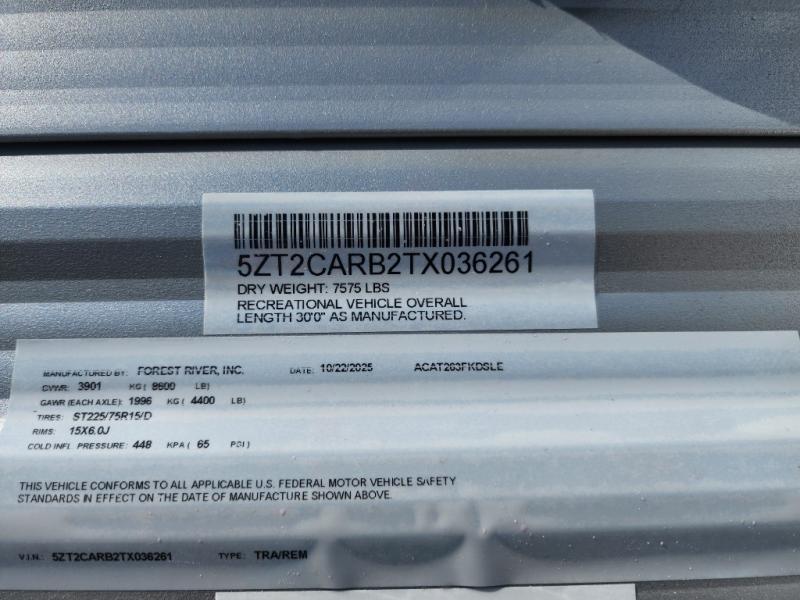 5ZT2CARB2TX036261
DRY WEIGHT: 7575 LBS
RECREATIONAL VEHICLE OVERALL
LENGTH 30'0" AS MANUFACTURED.
MANUFACTURED BY: FOREST RIVER, INC. DATE: 10/22/2025 ACAT263FKDSLE
GVWR: 3901 KG ( 8600 LB)
GAWR (EACH AXLE): 1996 KG ( 4400 LB)
TIRES: ST225/75R15/D
RIMS: 15X6.0J
COLD INFL PRESSURE: 448 KPA ( 65 PSI)
THIS VEHICLE CONFORMS TO ALL APPLICABLE U.S. FEDERAL MOTOR VEHICLE SAFETY
STANDARDS IN EFFECT ON THE DATE OF MANUFACTURE SHOWN ABOVE.
V.I.N.: 5ZT2CARB2TX036261 TYPE: TRA/REM